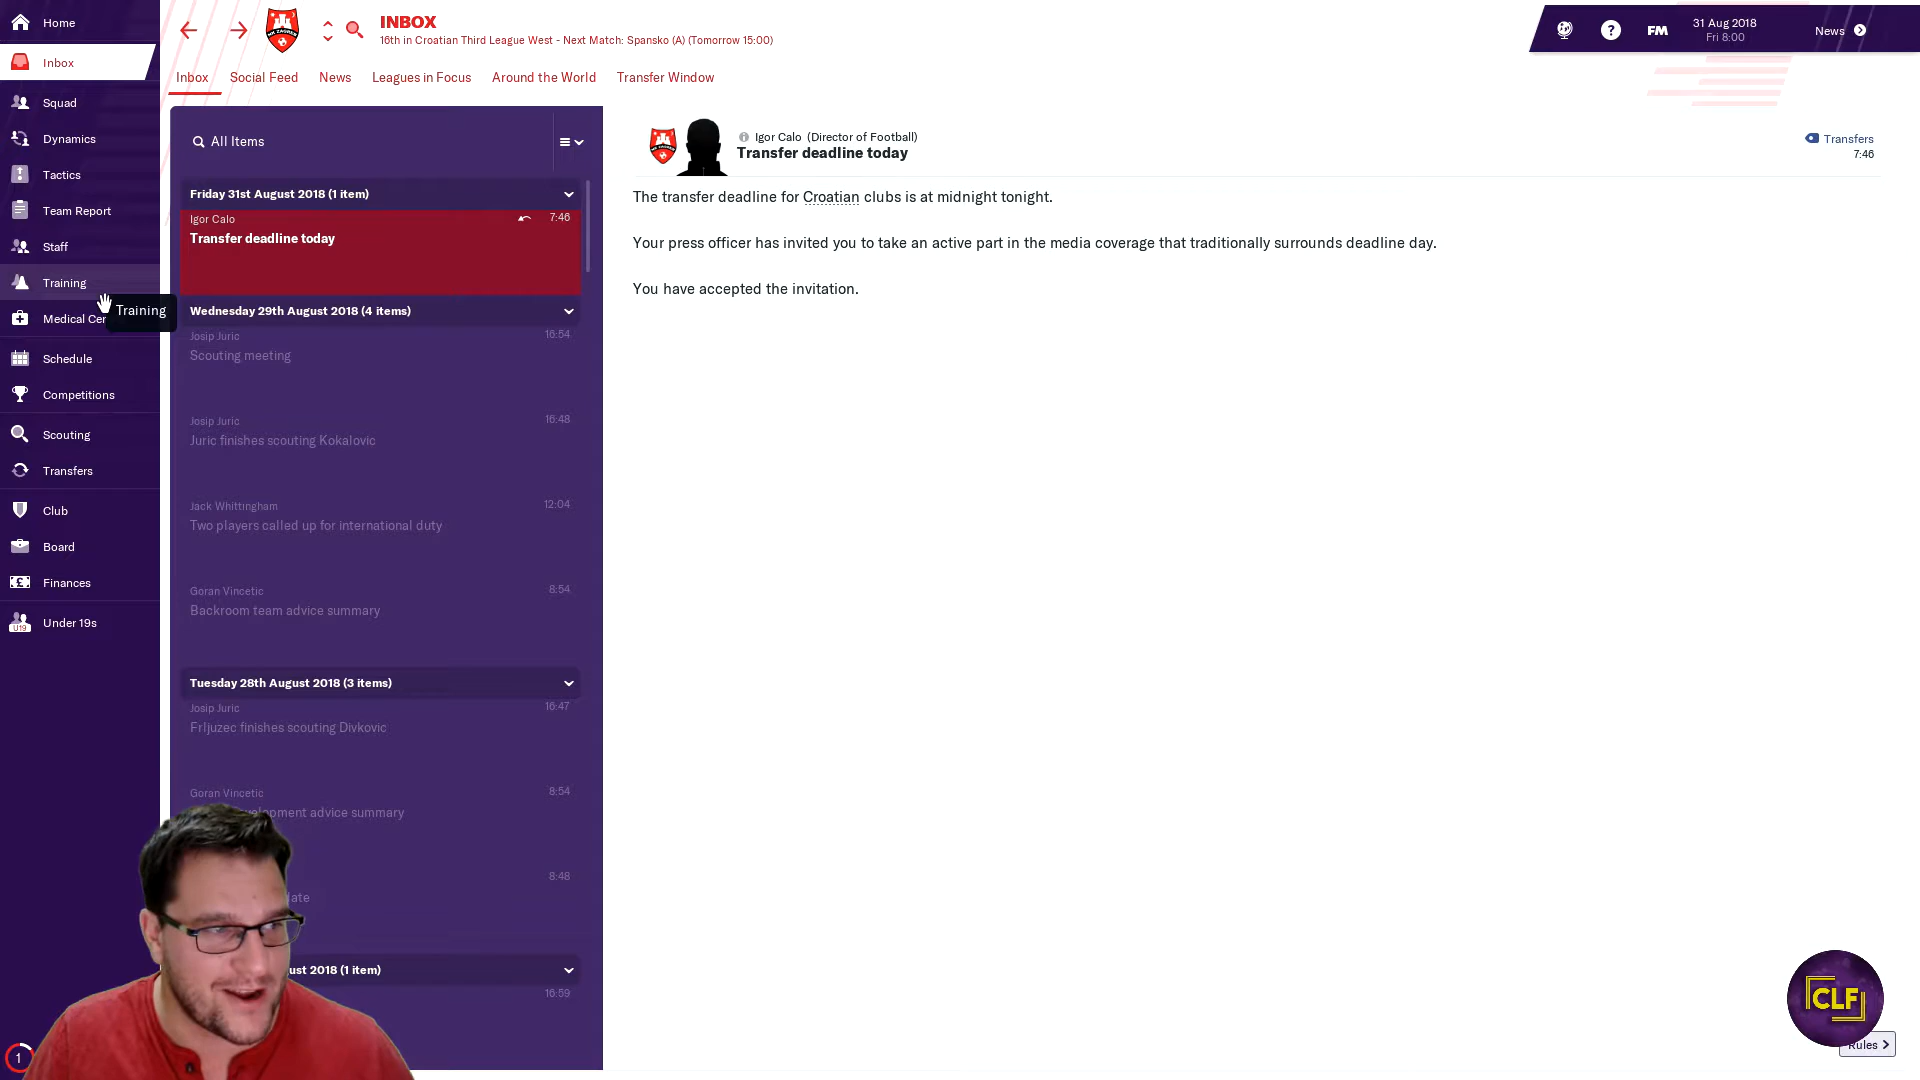 Home
Inbox
Squad
Dynamics
Tactics
Team Report
Staff
Training
Training
Medical Cen
Schedule
Competitions
Scouting
Transfers
Club
Board
Finances
U19
Under 19s
1
NK ZAGREB
INBOX
16th in Croatian Third League West - Next Match: Spansko (A) (Tomorrow 15:00)
?
FM
31 Aug 2018
Fri 8:00
News
Inbox
Social Feed
News
Leagues in Focus
Around the World
Transfer Window
All Items
Friday 31st August 2018 (1 item)
Igor Calo
7:46
Transfer deadline today
Wednesday 29th August 2018 (4 items)
Josip Juric
16:54
Scouting meeting
Josip Juric
16:48
Juric finishes scouting Kokalovic
Jack Whittingham
12:04
Two players called up for international duty
Goran Vincetic
8:54
Backroom team advice summary
Tuesday 28th August 2018 (3 items)
Josip Juric
16:47
Frljuzec finishes scouting Divkovic
Goran Vincetic
8:54
elopment advice summary
8:48
date
ust 2018 (1 item)
16:59
Igor Calo (Director of Football)
Transfer deadline today
Transfers
7:46
The transfer deadline for Croatian clubs is at midnight tonight.
Your press officer has invited you to take an active part in the media coverage that traditionally surrounds deadline day.
You have accepted the invitation.
CLF
Rules